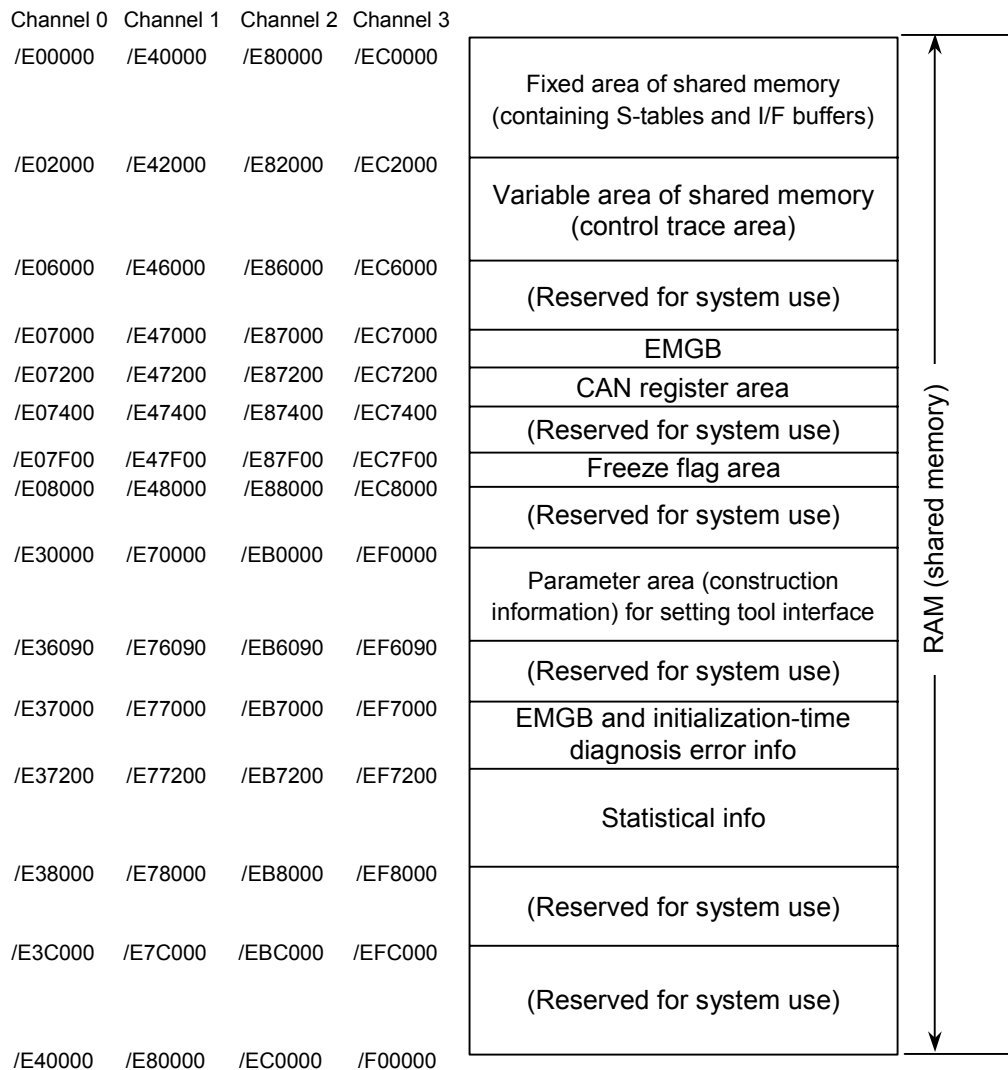 Channel 0 Channel 1 Channel 2 Channel 3
/E00000 /E40000 /E80000 /EC0000
Fixed area of shared memory
(containing S-tables and I/F buffers)
/E02000 /E42000 /E82000 /EC2000
Variable area of shared memory
(control trace area)
/E06000 /E46000 /E86000 /EC6000
(Reserved for system use)
/E07000 /E47000 /E87000 /EC7000
EMGB
/E07200 /E47200 /E87200 /EC7200
CAN register area
/E07400 /E47400 /E87400 /EC7400
(Reserved for system use)
/E07F00 /E47F00 /E87F00 /EC7F00
Freeze flag area
/E08000 /E48000 /E88000 /EC8000
(Reserved for system use)
/E30000 /E70000 /EB0000 /EF0000
Parameter area (construction
information) for setting tool interface
/E36090 /E76090 /EB6090 /EF6090
(Reserved for system use)
/E37000 /E77000 /EB7000 /EF7000
EMGB and initialization-time
diagnosis error info
/E37200 /E77200 /EB7200 /EF7200
Statistical info
/E38000 /E78000 /EB8000 /EF8000
(Reserved for system use)
/E3C000 /E7C000 /EBC000 /EFC000
(Reserved for system use)
/E40000 /E80000 /EC0000 /F00000
RAM (shared memory)